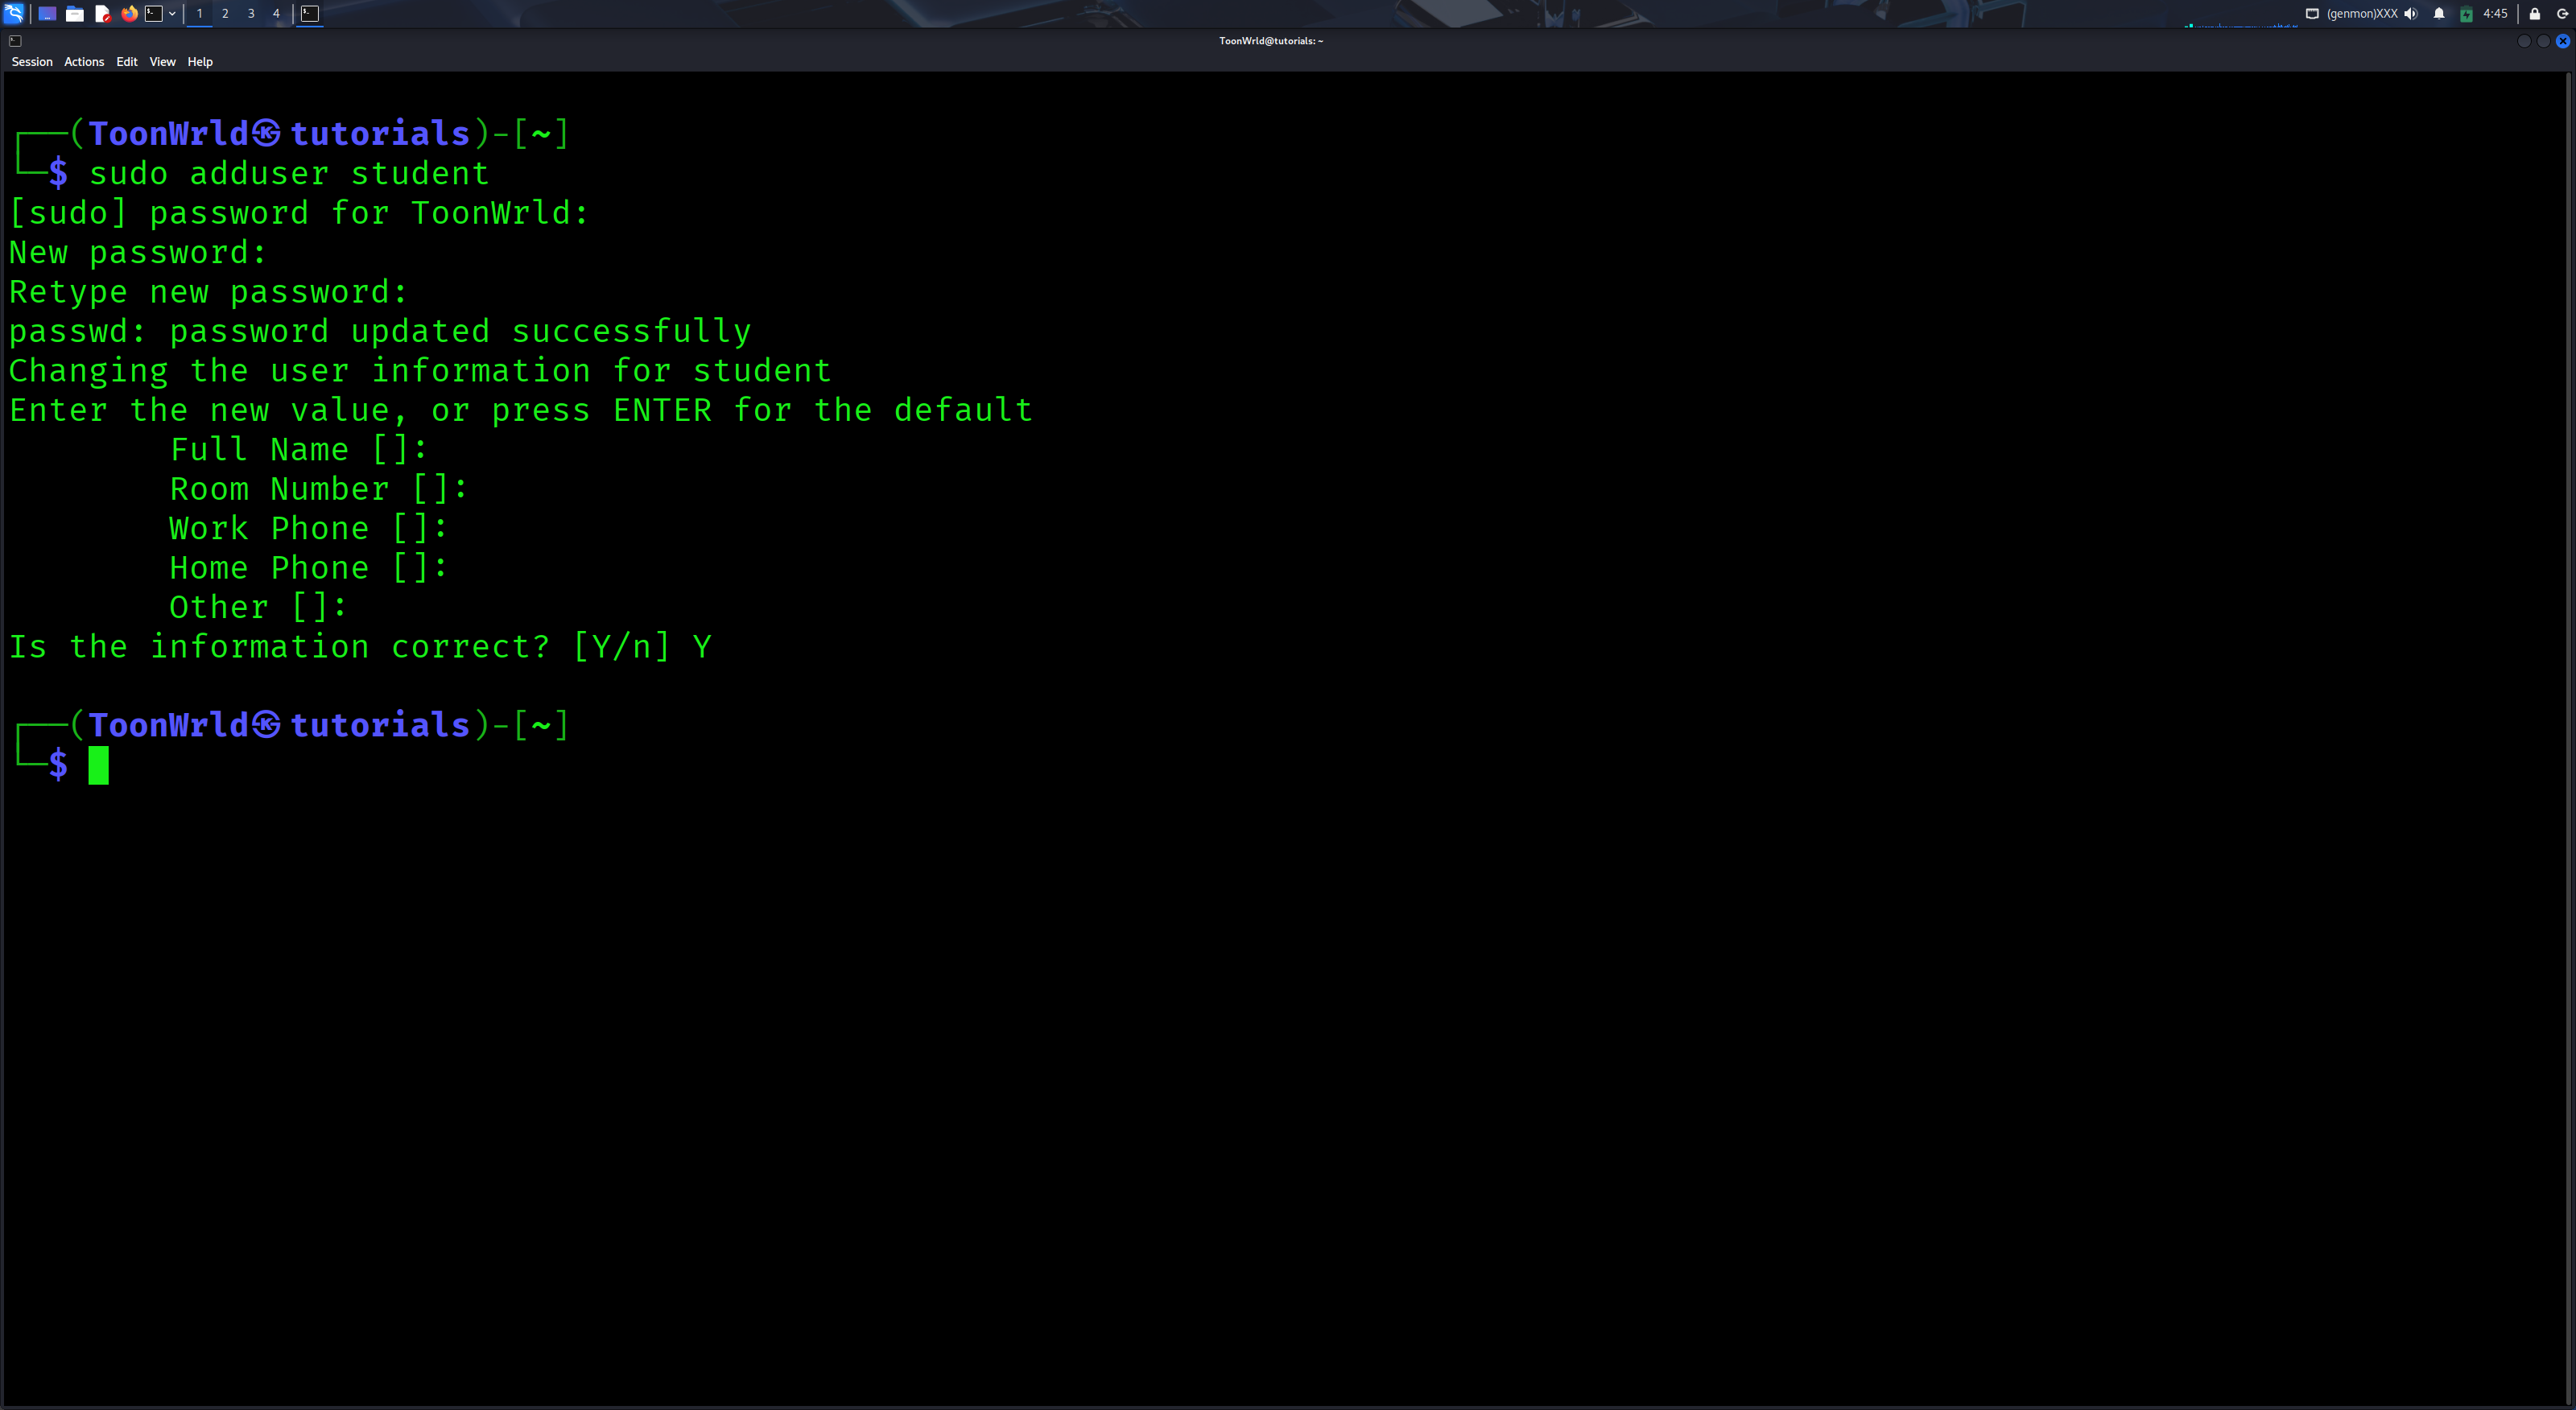 1 2 3 4 (genmon)XXX 4:45
ToonWrld@tutorials: ~
Session Actions Edit View Help
┌──(ToonWrld㉿tutorials)-[~]
└─$ sudo adduser student
[sudo] password for ToonWrld:
New password:
Retype new password:
passwd: password updated successfully
Changing the user information for student
Enter the new value, or press ENTER for the default
Full Name []:
Room Number []:
Work Phone []:
Home Phone []:
Other []:
Is the information correct? [Y/n] Y
┌──(ToonWrld㉿tutorials)-[~]
└─$